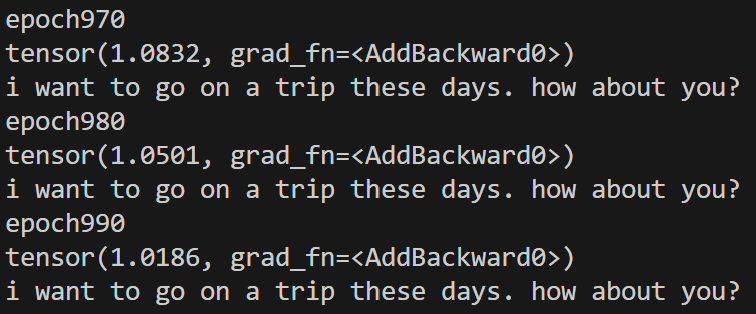 epoch970
tensor(1.0832, grad_fn=<AddBackward0>)
i want to go on a trip these days. how about you?
epoch980
tensor(1.0501, grad_fn=<AddBackward0>)
i want to go on a trip these days. how about you?
epoch990
tensor(1.0186, grad_fn=<AddBackward0>)
i want to go on a trip these days. how about you?